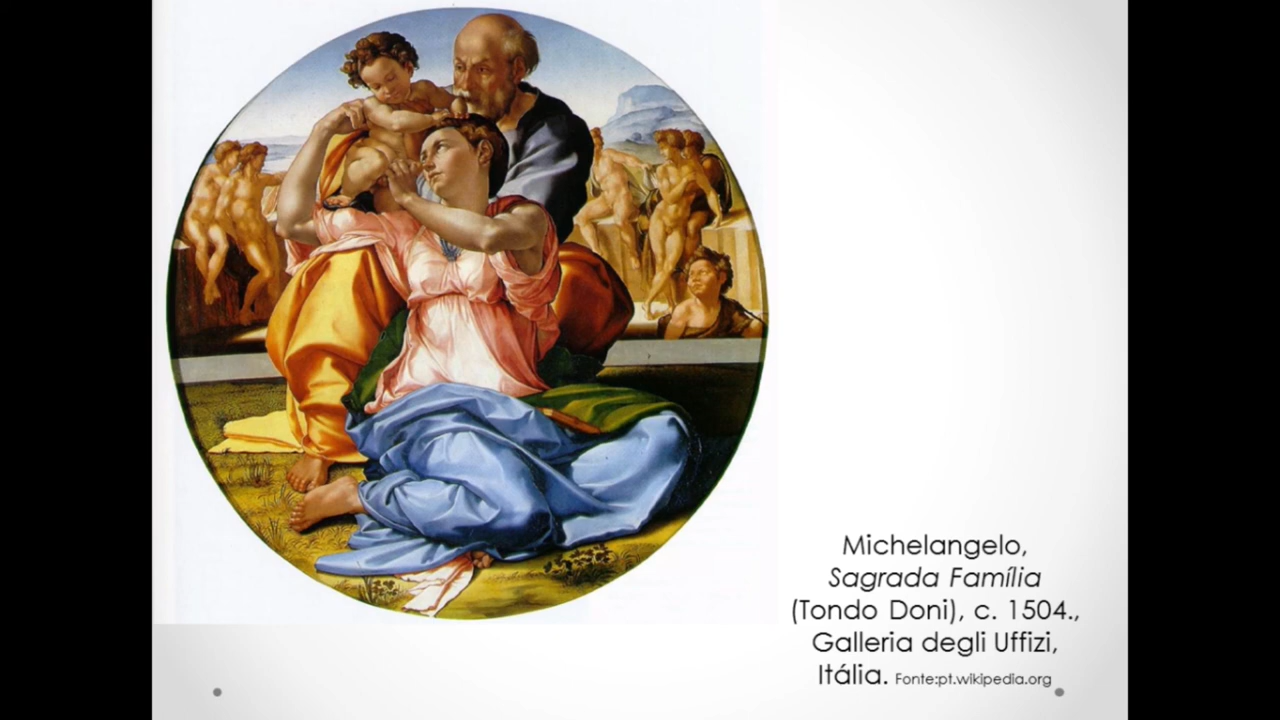 Michelangelo,
Sagrada Família
(Tondo Doni), c. 1504.,
Galleria degli Uffizi,
Itália. Fonte:pt.wikipedia.org